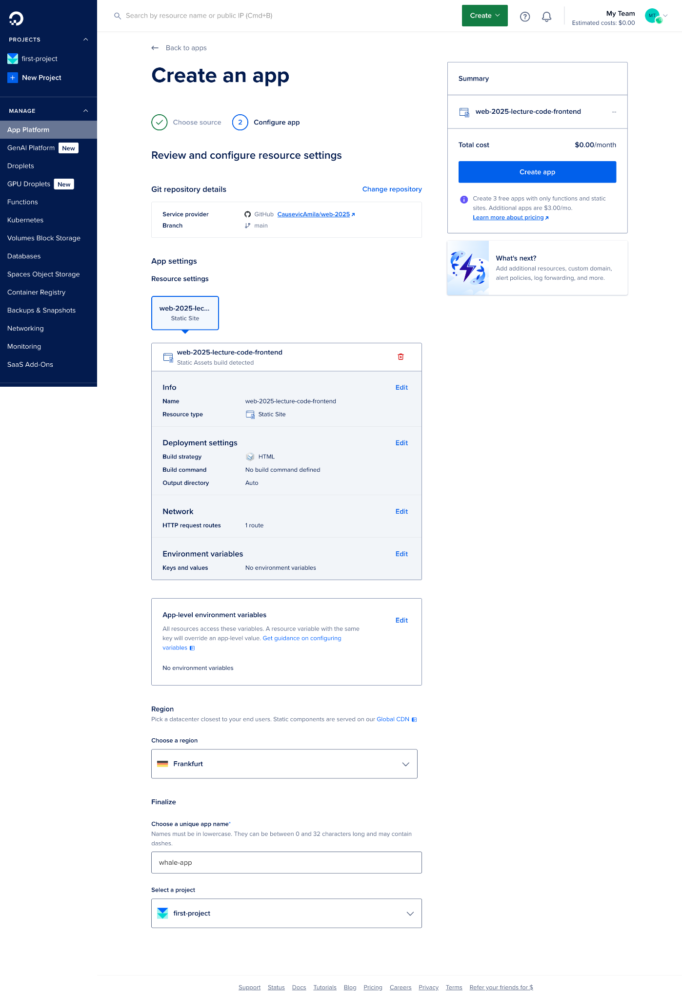 PROJECTS
first-project
New Project
MANAGE
App Platform
GenAI Platform New
Droplets
GPU Droplets New
Functions
Kubernetes
Volumes Block Storage
Databases
Spaces Object Storage
Container Registry
Backups & Snapshots
Networking
Monitoring
SaaS Add-Ons
Search by resource name or public IP (Cmd+B)
Create
My Team
Estimated costs: $0.00
MT
Back to apps
Create an app
Choose source
2 Configure app
Review and configure resource settings
Git repository details Change repository
Service provider GitHub CausevicAmila/web-2025
Branch main
App settings
Resource settings
web-2025-lec...
Static Site
web-2025-lecture-code-frontend
Static Assets build detected
Info Edit
Name web-2025-lecture-code-frontend
Resource type Static Site
Deployment settings Edit
Build strategy HTML
Build command No build command defined
Output directory Auto
Network Edit
HTTP request routes 1 route
Environment variables Edit
Keys and values No environment variables
App-level environment variables Edit
All resources access these variables. A resource variable with the same
key will override an app-level value. Get guidance on configuring
variables
No environment variables
Region
Pick a datacenter closest to your end users. Static components are served on our Global CDN
Choose a region
Frankfurt
Finalize
Choose a unique app name*
Names must be in lowercase. They can be between 0 and 32 characters long and may contain
dashes.
whale-app
Select a project
first-project
Summary
web-2025-lecture-code-frontend --
Total cost $0.00/month
Create app
Create 3 free apps with only functions and static
sites. Additional apps are $3.00/mo.
Learn more about pricing
What's next?
Add additional resources, custom domain,
alert policies, log forwarding, and more.
Support Status Docs Tutorials Blog Pricing Careers Privacy Terms Refer your friends for $